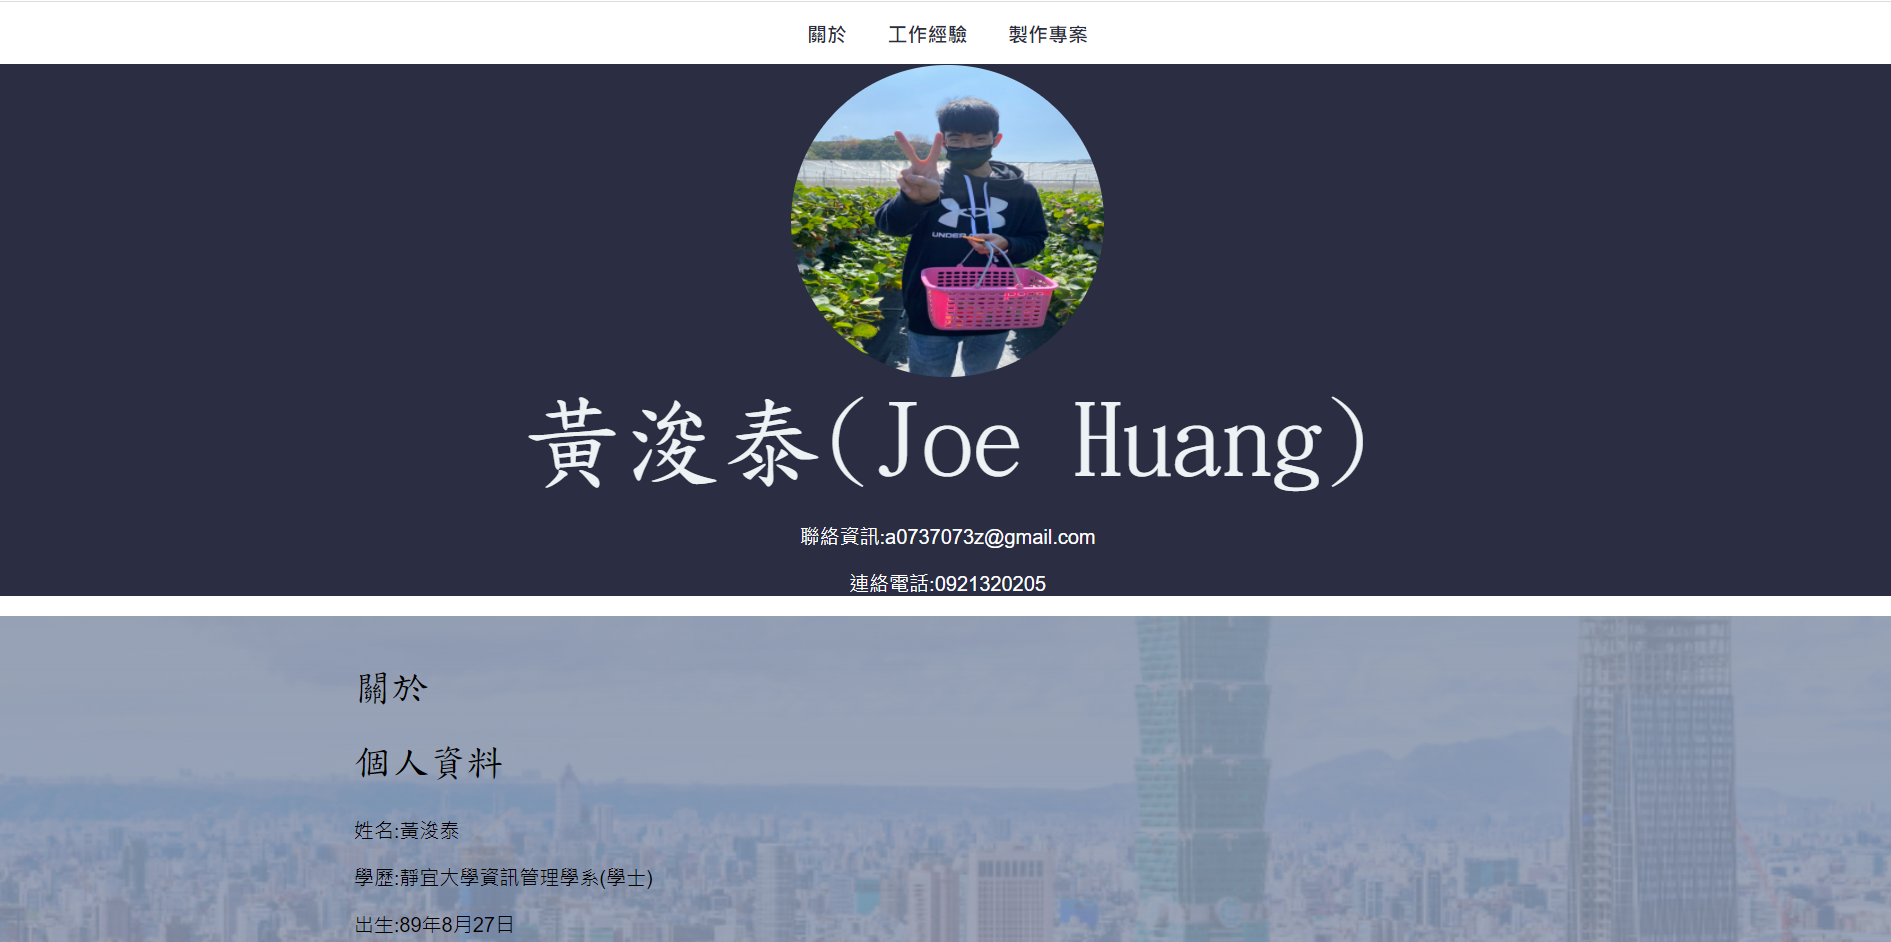 關於 工作經驗 製作專案
UNDER
黃浚泰(Joe Huang)
聯絡資訊:a0737073z@gmail.com
連絡電話:0921320205
關於
個人資料
姓名:黃浚泰
學歷:靜宜大學資訊管理學系(學士)
出生:89年8月27日